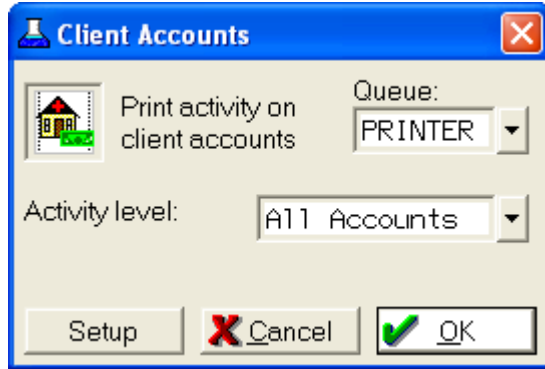 Client Accounts
Print activity on
client accounts
Queue:
PRINTER
Activity level:
All Accounts
Setup
Cancel
OK